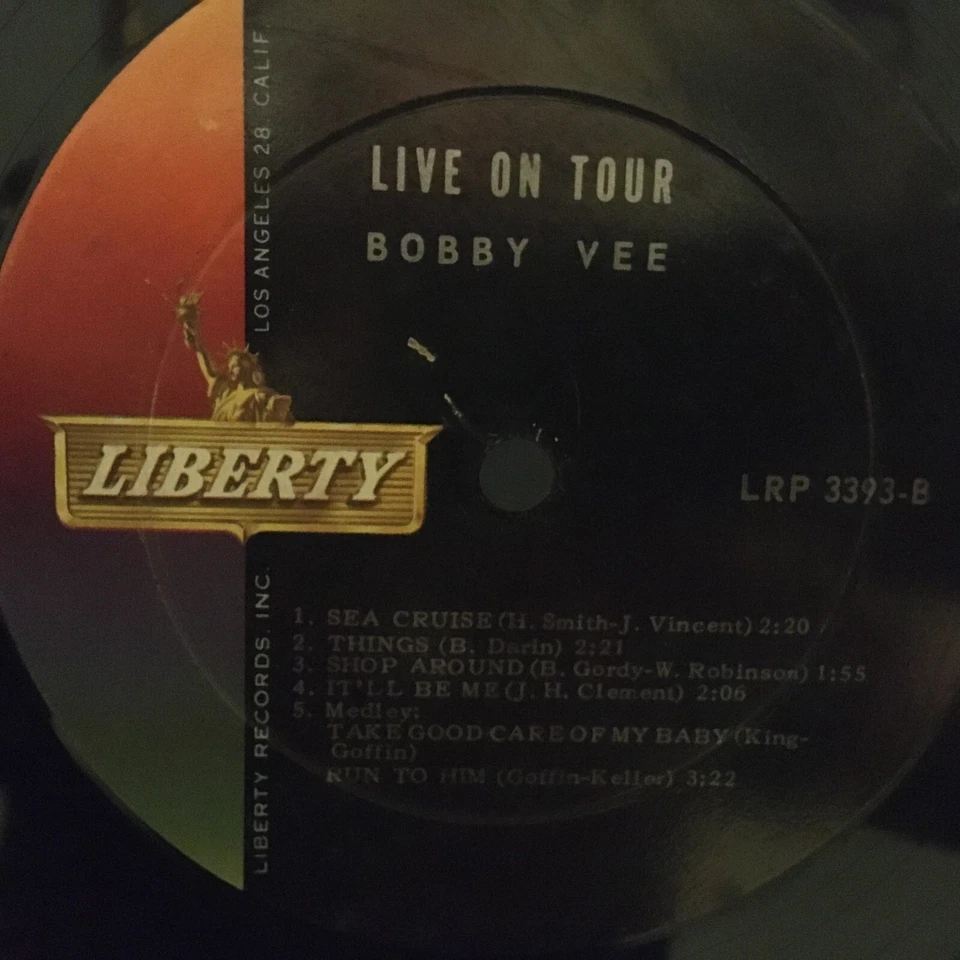 LIVE ON TOUR
BOBBY VEE
LOS ANGELES 28, CALIF.
LIBERTY
LRP 3393-B
LIBERTY RECORDS, INC.
1. SEA CRUISE (H. Smith-J. Vincent) 2:20
2. THINGS (B. Darin) 2:21
3. SHOP AROUND (B. Gordy-W. Robinson) 1:55
4. IT'LL BE ME (J. H. Clement) 2:06
5. Medley:
TAKE GOOD CARE OF MY BABY (King-
Goffin)
RUN TO HIM (Goffin-Keller) 3:22